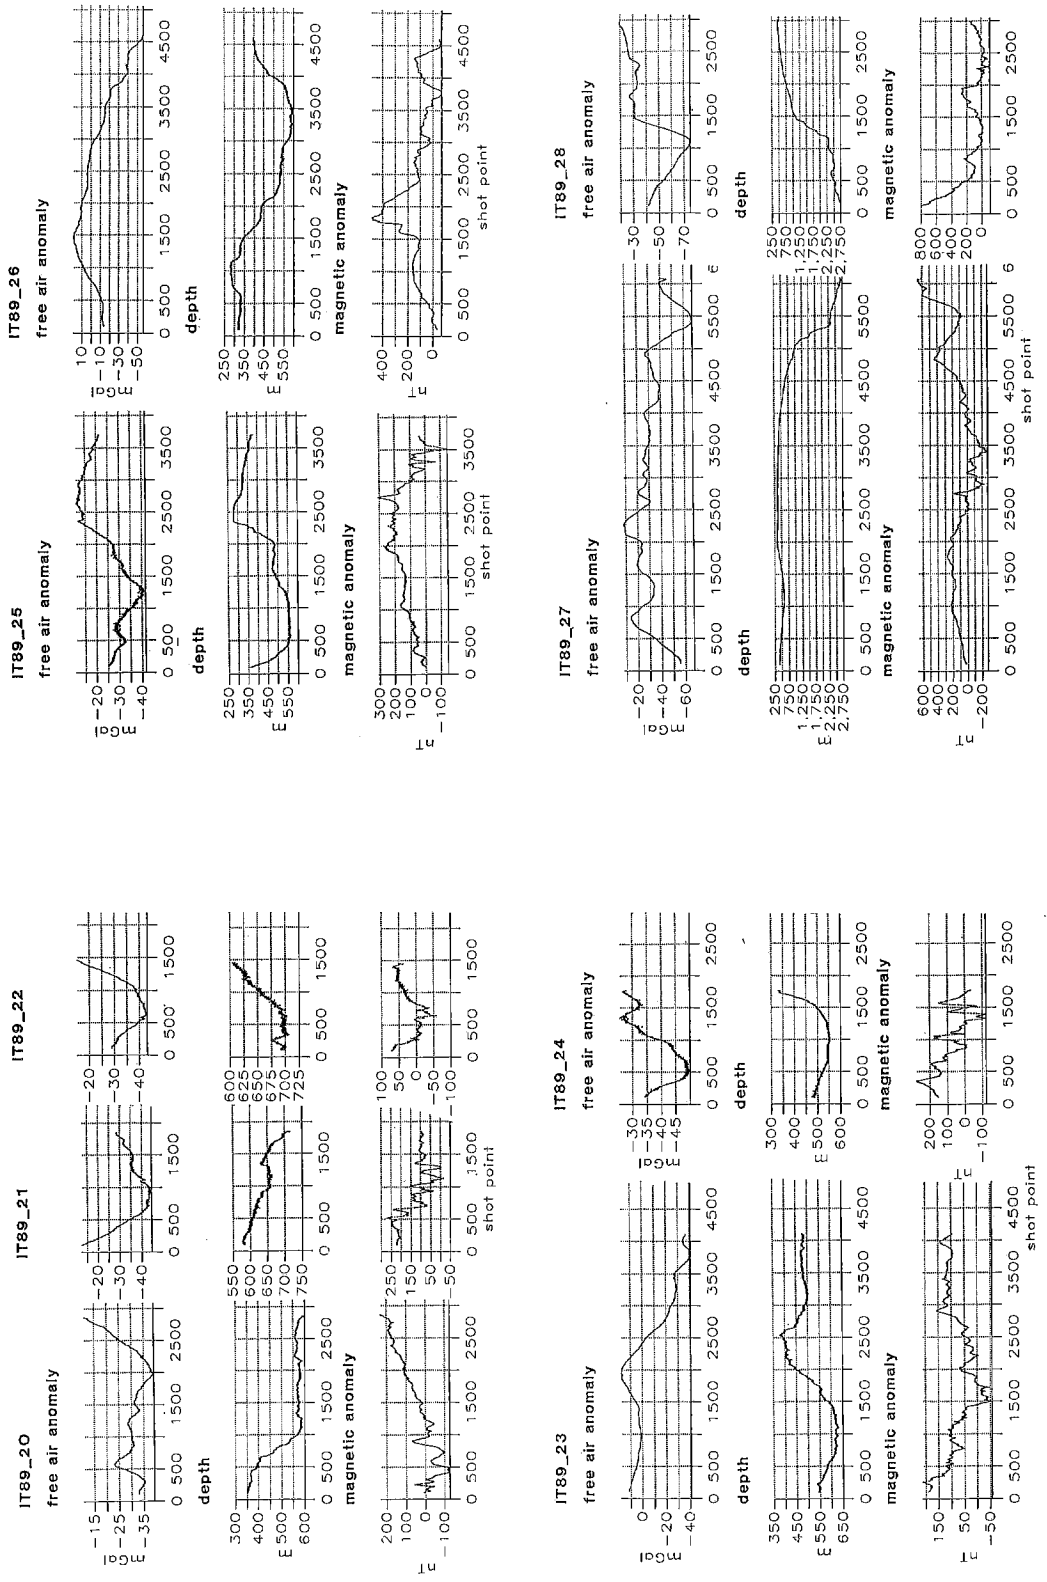 IT89_20
free air anomaly
-15
-25
-35
mGal
0 500 1500 2500
depth
300
400
500
600
m
0 500 1500 2500
magnetic anomaly
200
100
0
-100
nT
0 500 1500 2500
IT89_21
-20
-30
-40
0 500 1500
550
600
650
700
750
0 500 1500
250
150
50
-50
0 500 1,500
shot point
IT89_22
-20
-30
-40
0 500 1500
600
625
650
675
700
725
0 500 1500
100
50
0
-50
-100
0 500 1500
IT89_25
free air anomaly
-20
-30
-40
mGal
0 500 1500 2500 3500
depth
250
350
450
550
m
0 500 1500 2500 3500
magnetic anomaly
300
200
100
0
-100
nT
0 500 1500 2500 3500
shot point
IT89_26
free air anomaly
10
-10
-30
-50
mGal
0 500 1500 2500 3500 4500
depth
250
350
450
550
m
0 500 1500 2500 3500 4500
magnetic anomaly
400
200
0
nT
0 500 1500 2500 3500 4500
shot point
IT89_23
free air anomaly
0
-20
-40
mGal
0 500 1500 2500 3500 4500
depth
350
450
550
650
m
0 500 1500 2500 3500 4500
magnetic anomaly
150
50
-50
nT
0 500 1500 2500 3500 4500
shot point
IT89_24
free air anomaly
-30
-35
-40
-45
mGal
0 500 1500 2500
depth
300
400
500
600
m
0 500 1500 2500
magnetic anomaly
200
100
0
-100
nT
0 500 1500 2500
IT89_27
free air anomaly
-20
-40
-60
mGal
0 500 1500 2500 3500 4500 5500 6
depth
250
750
1,250
1,750
2,250
2,750
m
0 500 1500 2500 3500 4500 5500
magnetic anomaly
600
400
200
0
-200
nT
0 500 1500 2500 3500 4500 5500 6
shot point
IT89_28
free air anomaly
-30
-50
-70
0 500 1500 2500
depth
250
750
1,250
1,750
2,250
2,750
0 500 1500 2500
magnetic anomaly
800
600
400
200
0
0 500 1500 2500